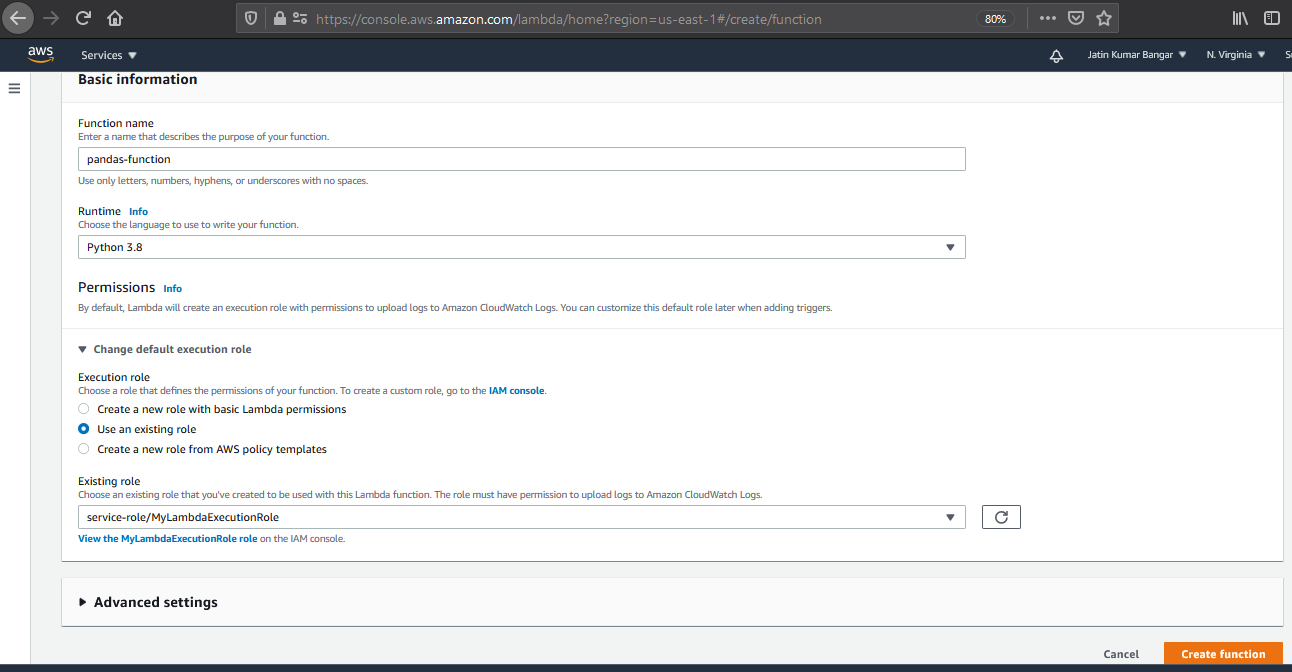 https://console.aws.amazon.com/lambda/home?region=us-east-1#/create/function 80%
aws Services Jatin Kumar Bangar N. Virginia
Basic information
Function name
Enter a name that describes the purpose of your function.
pandas-function
Use only letters, numbers, hyphens, or underscores with no spaces.
Runtime Info
Choose the language to use to write your function.
Python 3.8
Permissions Info
By default, Lambda will create an execution role with permissions to upload logs to Amazon CloudWatch Logs. You can customize this default role later when adding triggers.
Change default execution role
Execution role
Choose a role that defines the permissions of your function. To create a custom role, go to the IAM console.
Create a new role with basic Lambda permissions
Use an existing role
Create a new role from AWS policy templates
Existing role
Choose an existing role that you've created to be used with this Lambda function. The role must have permission to upload logs to Amazon CloudWatch Logs.
service-role/MyLambdaExecutionRole
View the MyLambdaExecutionRole role on the IAM console.
Advanced settings
Cancel Create function